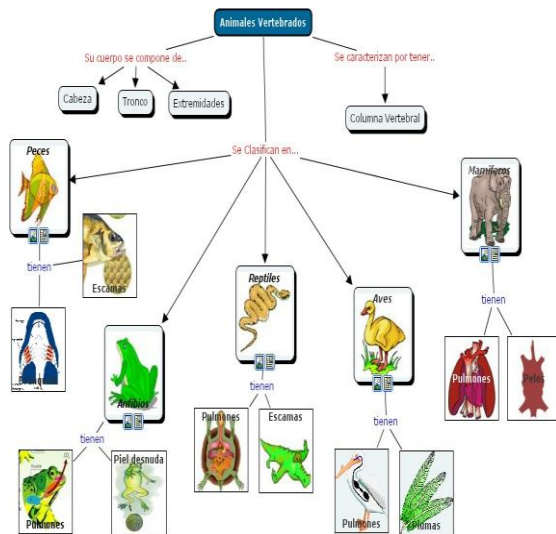 Animales Vertebrados
Su cuerpo se compone de..
Se caracterizan por tener..
Cabeza
Tronco
Extremidades
Columna Vertebral
Se Clasifican en...
Peces
Mamíferos
tienen
Escamas
Reptiles
Aves
tienen
Pulmones
Pelos
Anfibios
tienen
Pulmones
Escamas
tienen
Pulmones
Plumas
tienen
Piel desnuda
Pulmones